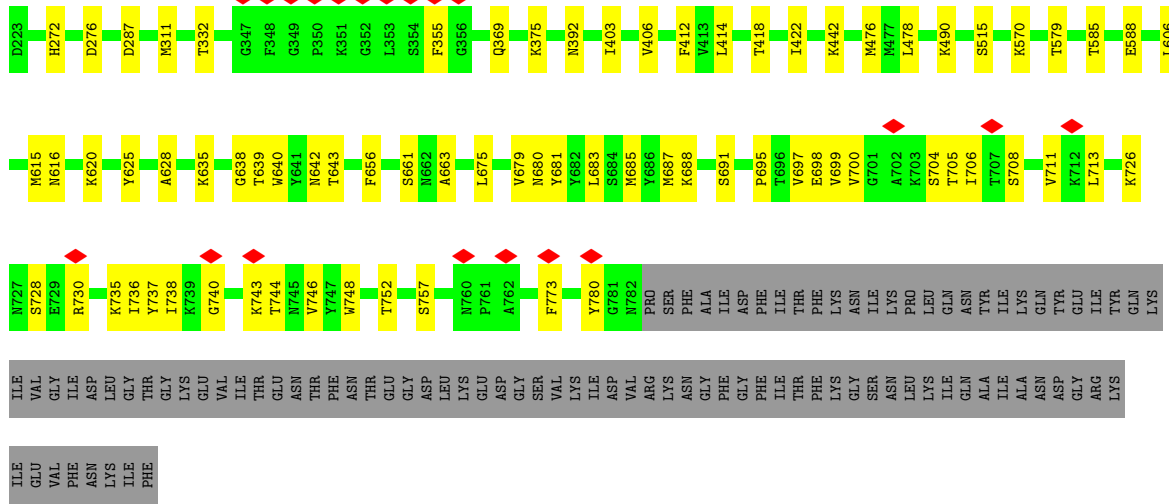 D223 H272 D276 D287 M311 T332 G347 F348 G349 P350 K351 G352 L353 S354 F355 G356 Q369 K375 N392 I403 V406 F412 V413 L414 T418 I422 K442 M476 M477 L478 K490 S515 K570 T579 T585 E588 L606
M615 N616 K620 Y625 A628 K635 G638 T639 W640 Y641 N642 T643 F656 S661 N662 A663 L675 V679 N680 Y681 Y682 L683 S684 M685 Y686 M687 K688 S691 P695 T696 V697 E698 V699 V700 G701 A702 K703 S704 T705 I706 T707 S708 V711 K712 L713 K726
N727 S728 E729 R730 K735 I736 Y737 I738 K739 G740 K743 T744 N745 V746 Y747 W748 T752 S757 N760 P761 A762 F773 Y780 G781 N782 PRO SER PHE ALA ILE ASP PHE ILE THR PHE LYS ASN ILE LYS PRO LEU GLN ASN TYR ILE LYS GLN TYR GLU ILE TYR GLN LYS
ILE VAL GLY ILE ASP LEU GLY THR GLY LYS GLU VAL ILE THR GLU ASN THR PHE ASN THR GLU GLY ASP LEU LYS GLU ASP GLY SER VAL LYS ILE ASP VAL ARG LYS ASN GLY PHE GLY PHE ILE THR PHE LYS GLY SER ASN LEU LYS ILE GLN ALA ILE ALA ASN ASP GLY ARG LYS
ILE GLU VAL PHE ASN LYS ILE PHE